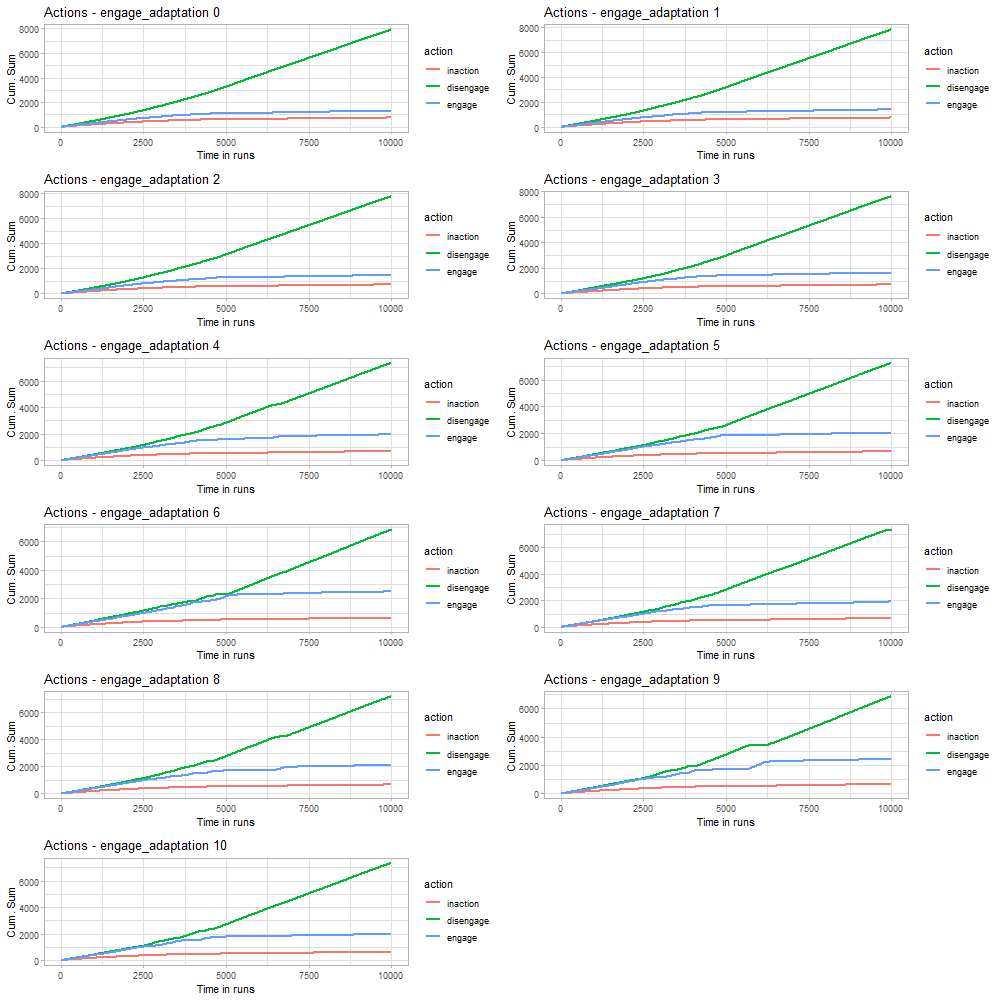 Actions - engage_adaptation 0
Cum. Sum
8000
6000
4000
2000
0
0 2500 5000 7500 10000
Time in runs
action
inaction
disengage
engage
Actions - engage_adaptation 1
Cum. Sum
8000
6000
4000
2000
0
0 2500 5000 7500 10000
Time in runs
action
inaction
disengage
engage
Actions - engage_adaptation 2
Cum. Sum
8000
6000
4000
2000
0
0 2500 5000 7500 10000
Time in runs
action
inaction
disengage
engage
Actions - engage_adaptation 3
Cum. Sum
8000
6000
4000
2000
0
0 2500 5000 7500 10000
Time in runs
action
inaction
disengage
engage
Actions - engage_adaptation 4
Cum. Sum
6000
4000
2000
0
0 2500 5000 7500 10000
Time in runs
action
inaction
disengage
engage
Actions - engage_adaptation 5
Cum. Sum
6000
4000
2000
0
0 2500 5000 7500 10000
Time in runs
action
inaction
disengage
engage
Actions - engage_adaptation 6
Cum. Sum
6000
4000
2000
0
0 2500 5000 7500 10000
Time in runs
action
inaction
disengage
engage
Actions - engage_adaptation 7
Cum. Sum
6000
4000
2000
0
0 2500 5000 7500 10000
Time in runs
action
inaction
disengage
engage
Actions - engage_adaptation 8
Cum. Sum
6000
4000
2000
0
0 2500 5000 7500 10000
Time in runs
action
inaction
disengage
engage
Actions - engage_adaptation 9
Cum. Sum
6000
4000
2000
0
0 2500 5000 7500 10000
Time in runs
action
inaction
disengage
engage
Actions - engage_adaptation 10
Cum. Sum
6000
4000
2000
0
0 2500 5000 7500 10000
Time in runs
action
inaction
disengage
engage